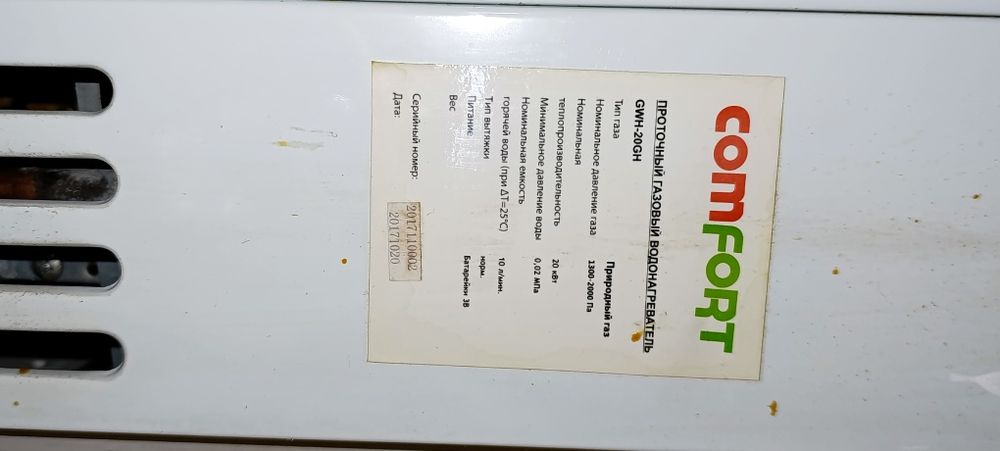 COMFORT
ПРОТОЧНЫЙ ГАЗОВЫЙ ВОДОНАГРЕВАТЕЛЬ
GWH-20GH
Тип газа Природный газ
Номинальное давление газа 1300-2000 Па
Номинальная
теплопроизводительность 20 кВт
Минимальное давление воды 0,02 МПа
Номинальная емкость
горячей воды (при ΔT=25°C) 10 л/мин.
Тип вытяжки норм.
Питание Батарейки 3В
Вес
Серийный номер: 2017110002
Дата: 20171020